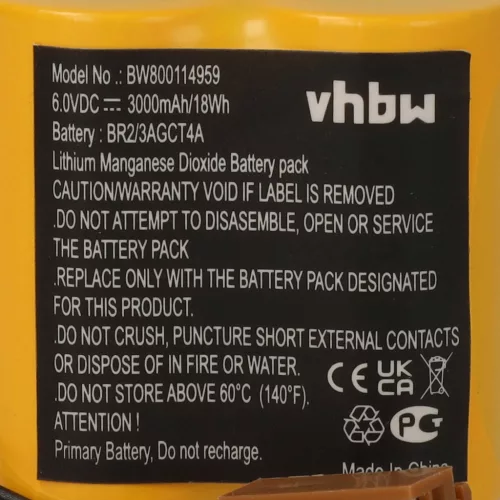 Model No .: BW800114959
6.0VDC ⎓ 3000mAh/18Wh
vhbw
Battery : BR2/3AGCT4A
Lithium Manganese Dioxide Battery pack
CAUTION/WARRANTY VOID IF LABEL IS REMOVED
.DO NOT ATTEMPT TO DISASEMBLE, OPEN OR SERVICE
THE BATTERY PACK
.REPLACE ONLY WITH THE BATTERY PACK DESIGNATED
FOR THIS PRODUCT.
.DO NOT CRUSH, PUNCTURE SHORT EXTERNAL CONTACTS
OR DISPOSE OF IN FIRE OR WATER.
.DO NOT STORE ABOVE 60°C (140°F).
CE UK CA
ATTENTION !
Primary Battery, Do not recharge.
Made In China